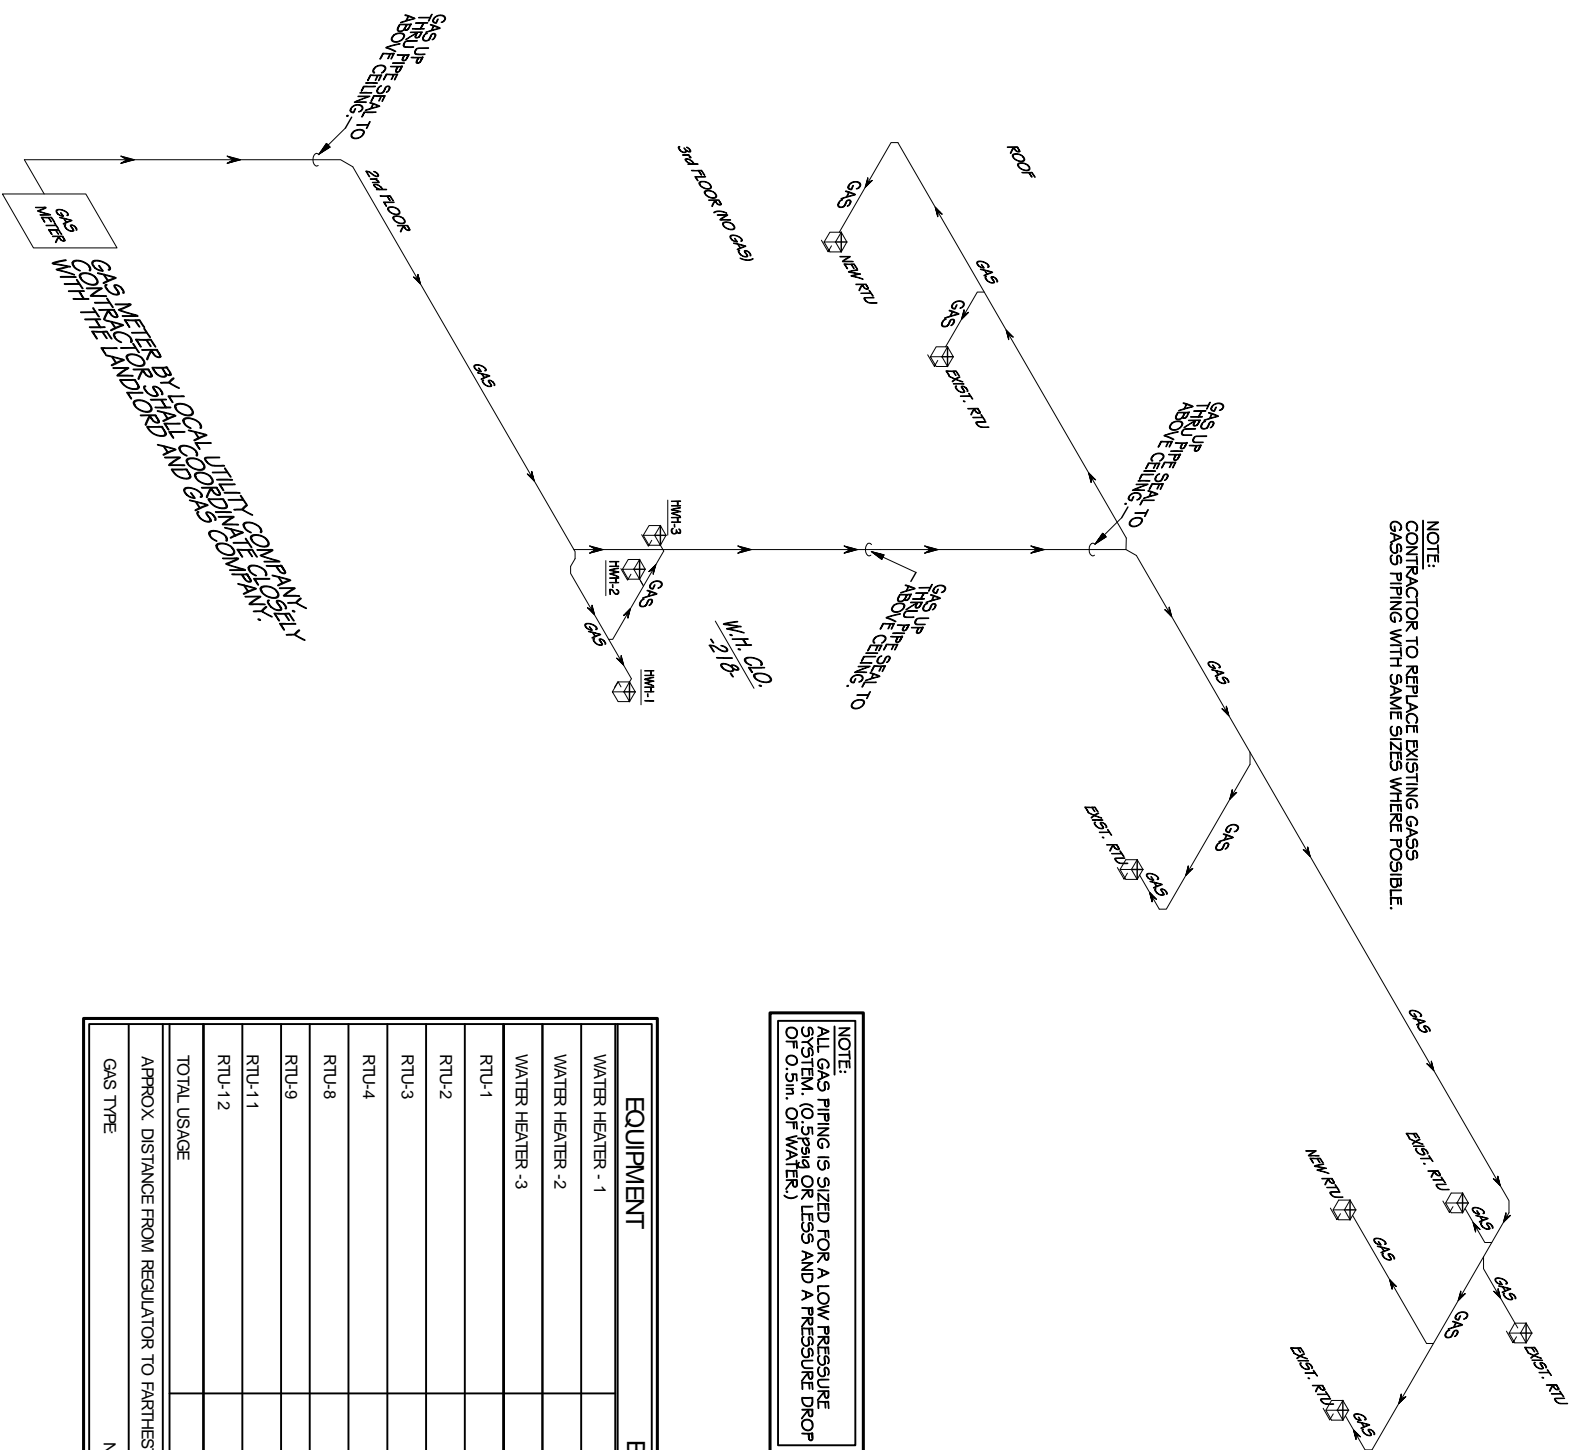 NOTE:
CONTRACTOR TO REPLACE EXISTING GASS
GASS PIPING WITH SAME SIZES WHERE POSIBLE.
ROOF
GAS
GAS
NEW RTU
GAS
EXIST. RTU
3rd FLOOR (NO GAS)
GAS UP
THRU PIPE SEAL TO
ABOVE CEILING.
GAS
GAS
EXIST. RTU
GAS
GAS
EXIST. RTU
GAS
NEW RTU
GAS
GAS
EXIST. RTU
GAS
EXIST. RTU
GAS
GAS UP
THRU PIPE SEAL TO
ABOVE CEILING.
W.H. CLO.
-218-
HWH-3
HWH-2
GAS
GAS
HWH-1
GAS
2nd FLOOR
GAS UP
THRU PIPE SEAL TO
ABOVE CEILING.
GAS
METER
GAS METER BY LOCAL UTILITY COMPANY.
CONTRACTOR SHALL COORDINATE CLOSELY
WITH THE LANDLORD AND GAS COMPANY.
NOTE:
ALL GAS PIPING IS SIZED FOR A LOW PRESSURE
SYSTEM. (0.5psig OR LESS AND A PRESSURE DROP
OF 0.5in. OF WATER.)
EQUIPMENT
WATER HEATER - 1
WATER HEATER -2
WATER HEATER -3
RTU-1
RTU-2
RTU-3
RTU-4
RTU-8
RTU-9
RTU-11
RTU-12
TOTAL USAGE
APPROX. DISTANCE FROM REGULATOR TO FARTHEST
GAS TYPE